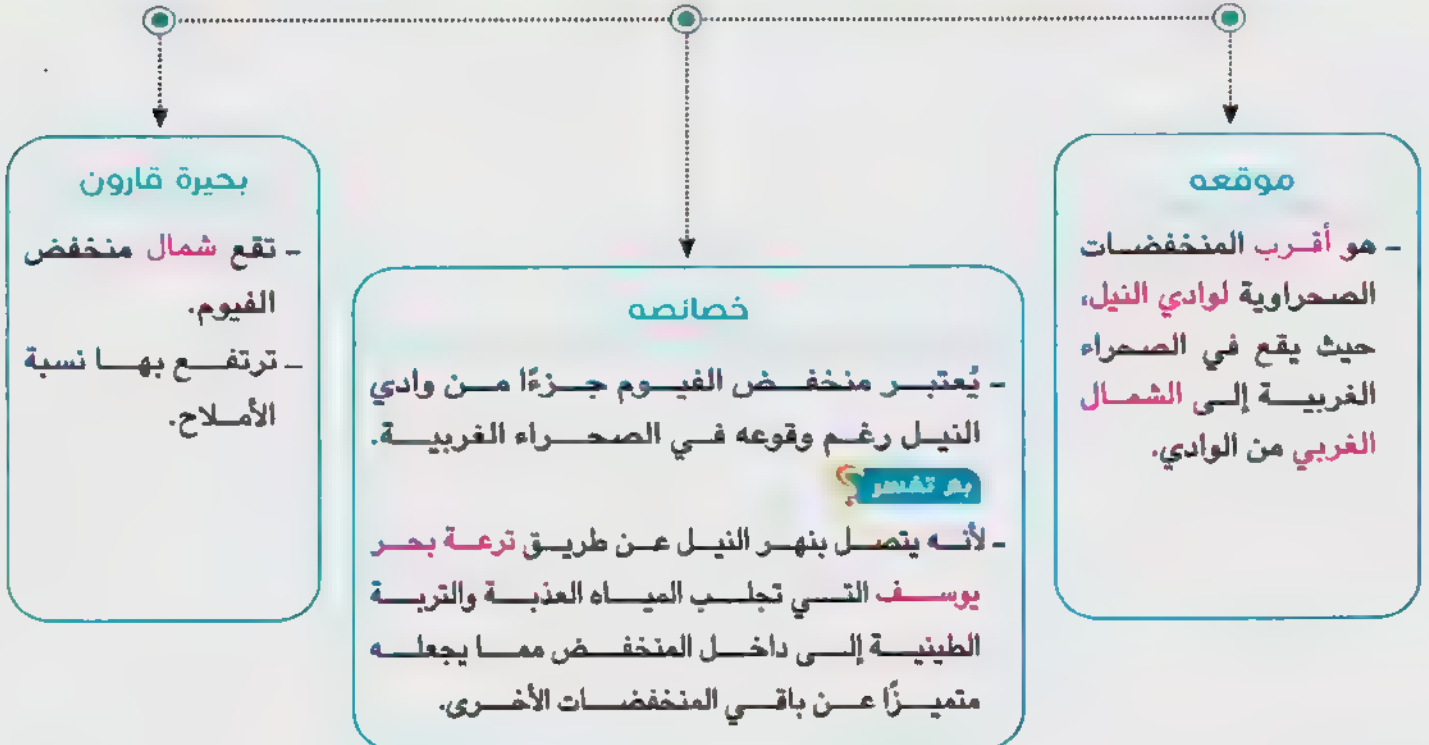 موقعه
- هو أقرب المنخفضات
الصحراوية لوادي النيل،
حيث يقع في الصحراء
الغربية إلى الشمال
الغربي من الوادي.
خصائصه
- يُعتبر منخفض الفيوم جزءًا من وادي
النيل رغم وقوعه في الصحراء الغربية.
بم تفسر ؟
- لأنه يتصل بنهر النيل عن طريق ترعة بحر
يوسف التي تجلب المياه العذبة والتربة
الطينية إلى داخل المنخفض مما يجعله
متميزًا عن باقي المنخفضات الأخرى.
بحيرة قارون
- تقع شمال منخفض
الفيوم.
- ترتفع بها نسبة
الأملاح.